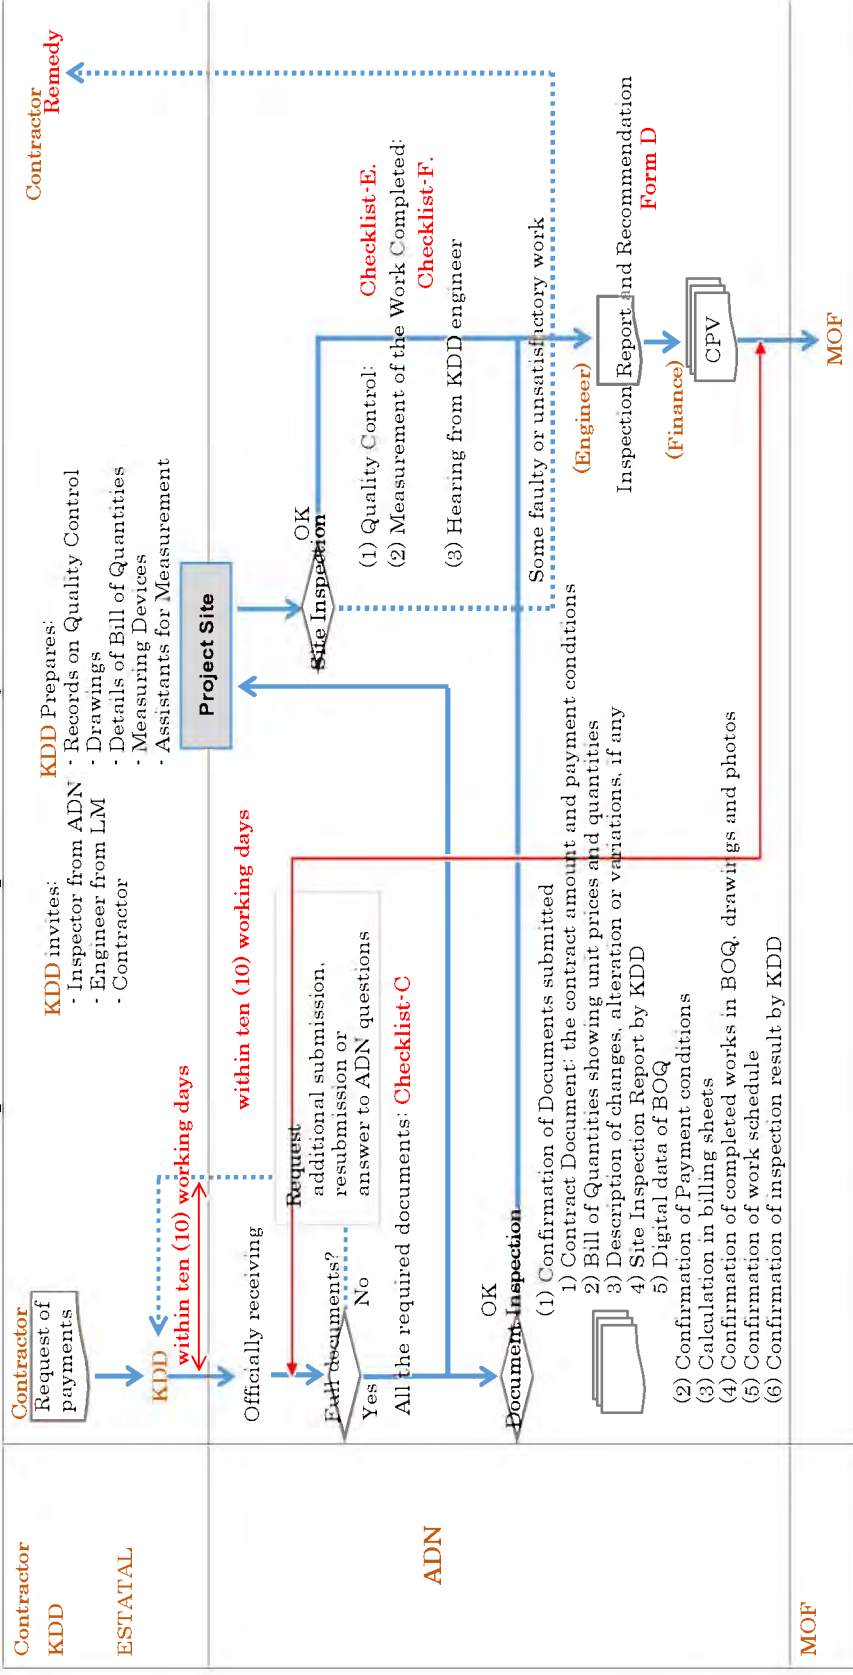 Contractor
KDD
ESTATAL
ADN
MOF
Contractor
Request of
payments
KDD
within ten (10) working days
Officially receiving
Full documents?
Yes
No
Request
additional submission,
resubmission or
answer to ADN questions
All the required documents: Checklist-C
within ten (10) working days
KDD invites:
- Inspector from ADN
- Engineer from LM
- Contractor
KDD Prepares:
- Records on Quality Control
- Drawings
- Details of Bill of Quantities
- Measuring Devices
- Assistants for Measurement
Project Site
Site Inspection
OK
(1) Quality Control:
Checklist-E.
(2) Measurement of the Work Completed:
Checklist-F.
(3) Hearing from KDD engineer
Contractor
Remedy
Some faulty or unsatisfactory work
Document Inspection
OK
(1) Confirmation of Documents submitted
1) Contract Document: the contract amount and payment conditions
2) Bill of Quantities showing unit prices and quantities
3) Description of changes, alteration or variations, if any
4) Site Inspection Report by KDD
5) Digital data of BOQ
(2) Confirmation of Payment conditions
(3) Calculation in billing sheets
(4) Confirmation of completed works in BOQ, drawings and photos
(5) Confirmation of work schedule
(6) Confirmation of inspection result by KDD
(Engineer)
Inspection Report and Recommendation
Form D
(Finance)
CPV
MOF